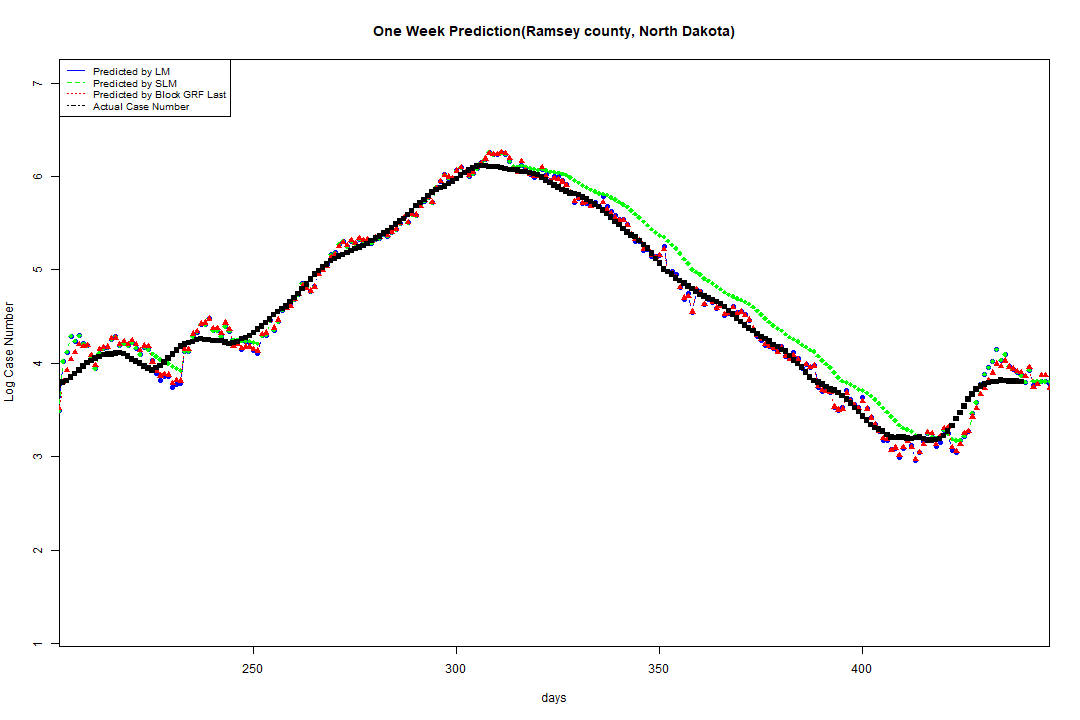 One Week Prediction(Ramsey county, North Dakota)
Predicted by LM
Predicted by SLM
Predicted by Block GRF Last
Actual Case Number
7
6
5
4
3
2
1
Log Case Number
250
300
350
400
days